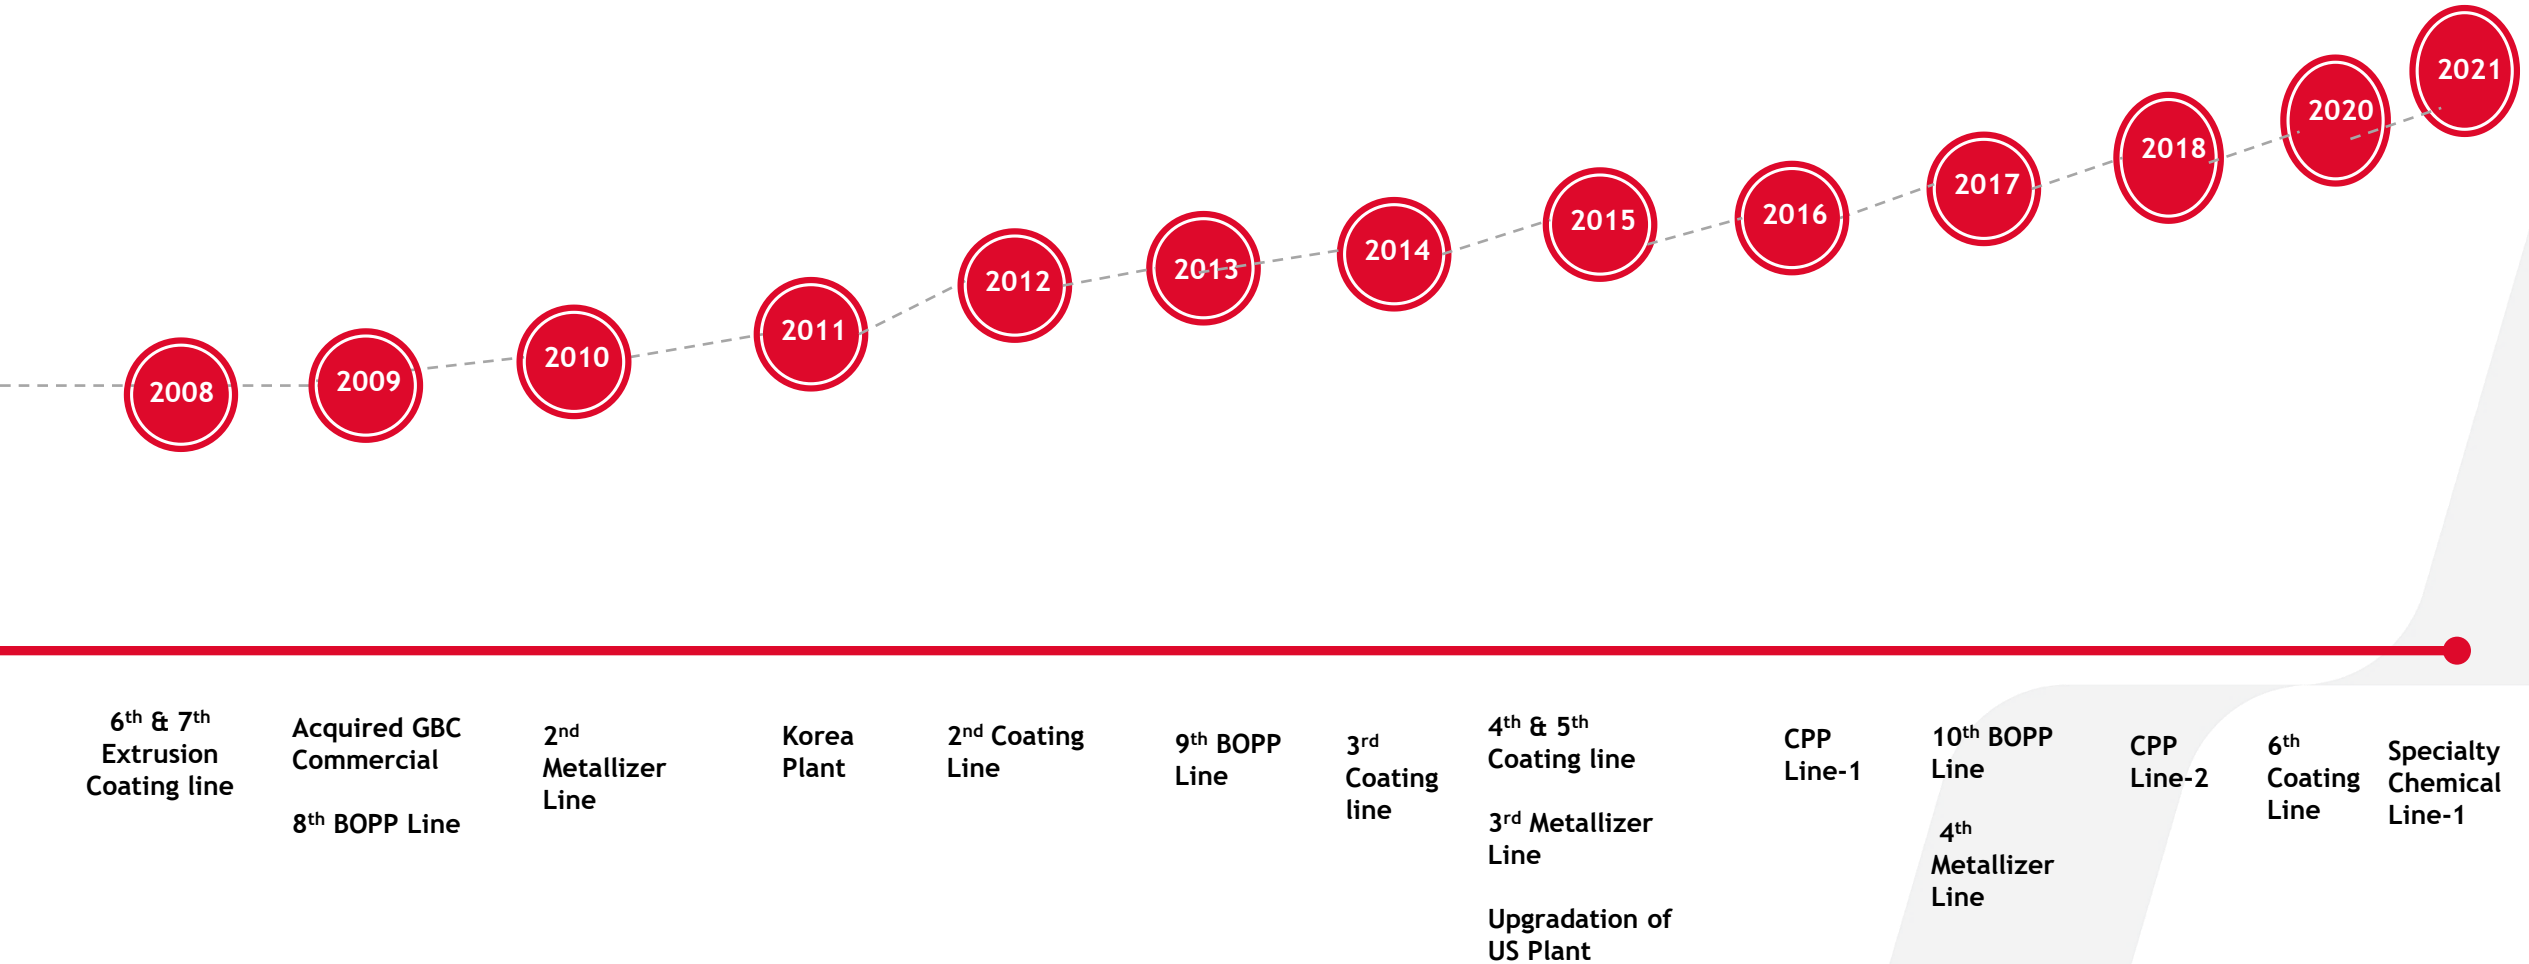 2008
2009
2010
2011
2012
2013
2014
2015
2016
2017
2018
2020
2021
6th & 7th
Extrusion
Coating line
Acquired GBC
Commercial
8th BOPP Line
2nd
Metallizer
Line
Korea
Plant
2nd Coating
Line
9th BOPP
Line
3rd
Coating
line
4th & 5th
Coating line
3rd Metallizer
Line
Upgradation of
US Plant
CPP
Line-1
10th BOPP
Line
4th
Metallizer
Line
CPP
Line-2
6th
Coating
Line
Specialty
Chemical
Line-1